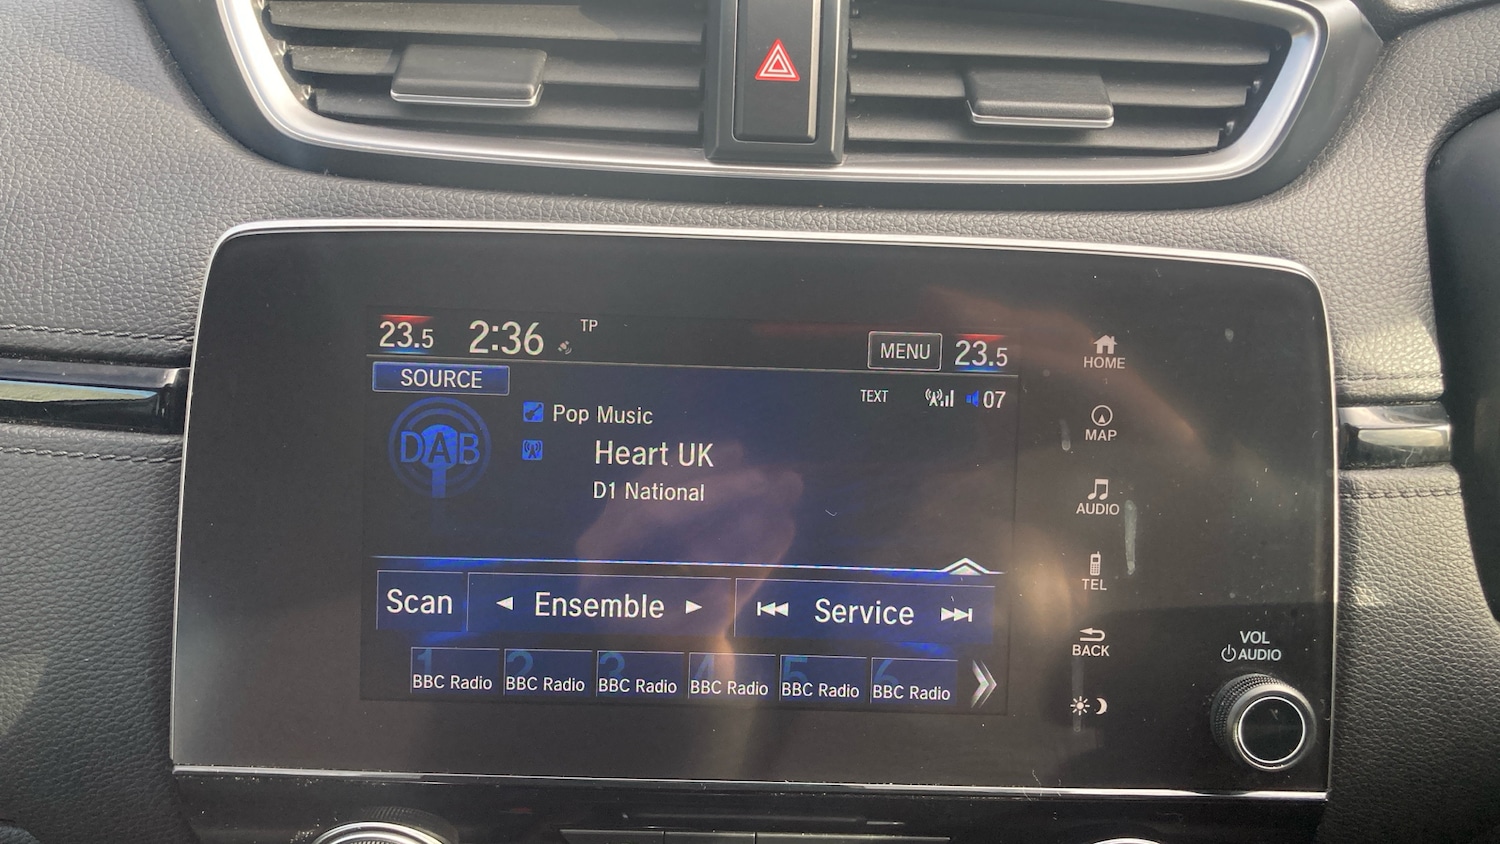 23.5 2:36 TP MENU 23.5
SOURCE
TEXT 07
DAB
Pop Music
Heart UK
D1 National
Scan Ensemble Service
1 2 3 4 5 6
BBC Radio BBC Radio BBC Radio BBC Radio BBC Radio BBC Radio
HOME
MAP
AUDIO
TEL
BACK
VOL
AUDIO